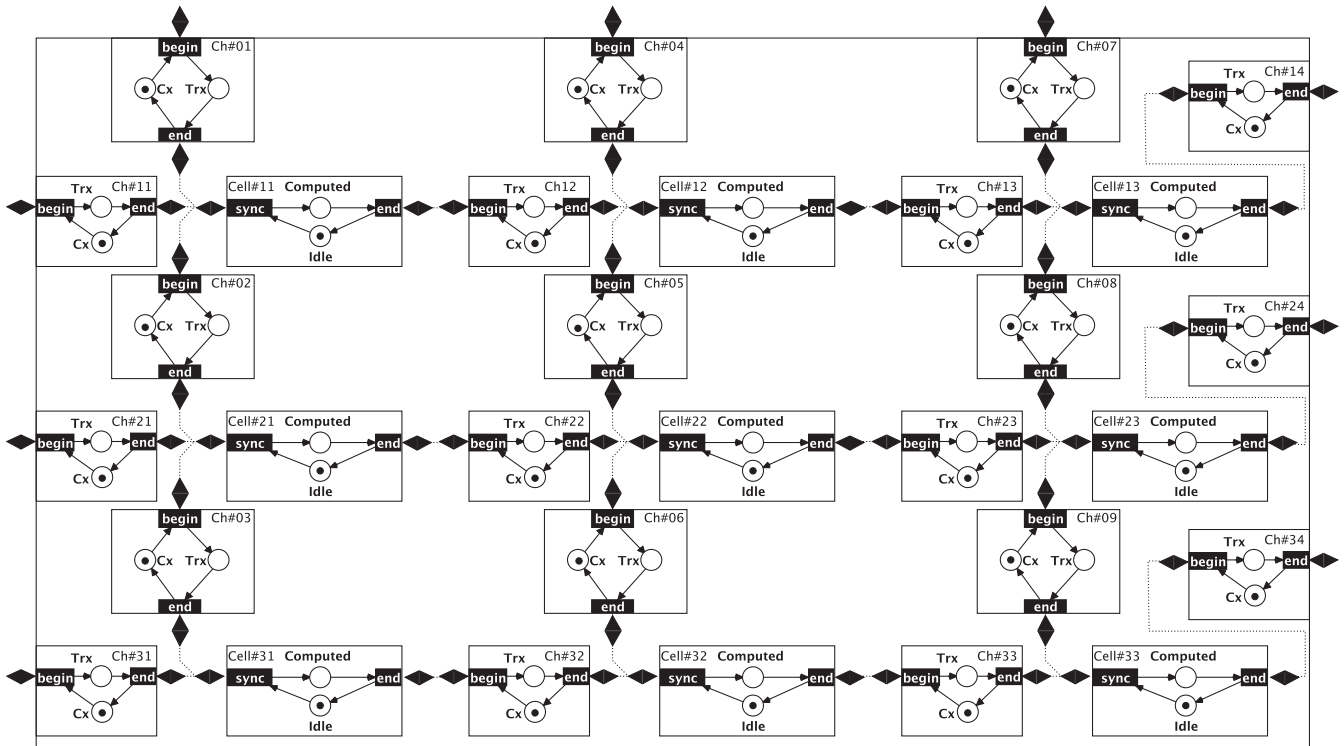 begin Ch#01
Cx Trx
end
begin Ch#04
Cx Trx
end
begin Ch#07
Cx Trx
end
Trx Ch#14
begin end
Cx
Trx Ch#11
begin end
Cx
Cell#11 Computed
sync end
Idle
Trx Ch12
begin end
Cx
Cell#12 Computed
sync end
Idle
Trx Ch#13
begin end
Cx
Cell#13 Computed
sync end
Idle
begin Ch#02
Cx Trx
end
begin Ch#05
Cx Trx
end
begin Ch#08
Cx Trx
end
Trx Ch#24
begin end
Cx
Trx Ch#21
begin end
Cx
Cell#21 Computed
sync end
Idle
Trx Ch#22
begin end
Cx
Cell#22 Computed
sync end
Idle
Trx Ch#23
begin end
Cx
Cell#23 Computed
sync end
Idle
begin Ch#03
Cx Trx
end
begin Ch#06
Cx Trx
end
begin Ch#09
Cx Trx
end
Trx Ch#34
begin end
Cx
Trx Ch#31
begin end
Cx
Cell#31 Computed
sync end
Idle
Trx Ch#32
begin end
Cx
Cell#32 Computed
sync end
Idle
Trx Ch#33
begin end
Cx
Cell#33 Computed
sync end
Idle